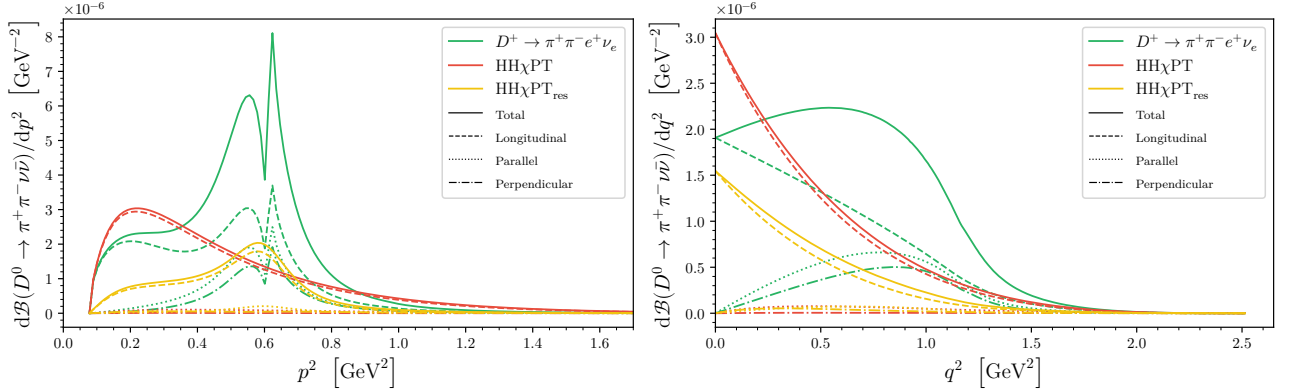 ×10⁻⁶
dℬ(D⁰ → π⁺π⁻νν̄)/dp² [GeV⁻²]
8
7
6
5
4
3
2
1
0
0.0 0.2 0.4 0.6 0.8 1.0 1.2 1.4 1.6
p² [GeV²]
D⁺ → π⁺π⁻e⁺νₑ
HHχPT
HHχPT_res
Total
Longitudinal
Parallel
Perpendicular
×10⁻⁶
dℬ(D⁰ → π⁺π⁻νν̄)/dq² [GeV⁻²]
3.0
2.5
2.0
1.5
1.0
0.5
0.0
0.0 0.5 1.0 1.5 2.0 2.5
q² [GeV²]
D⁺ → π⁺π⁻e⁺νₑ
HHχPT
HHχPT_res
Total
Longitudinal
Parallel
Perpendicular